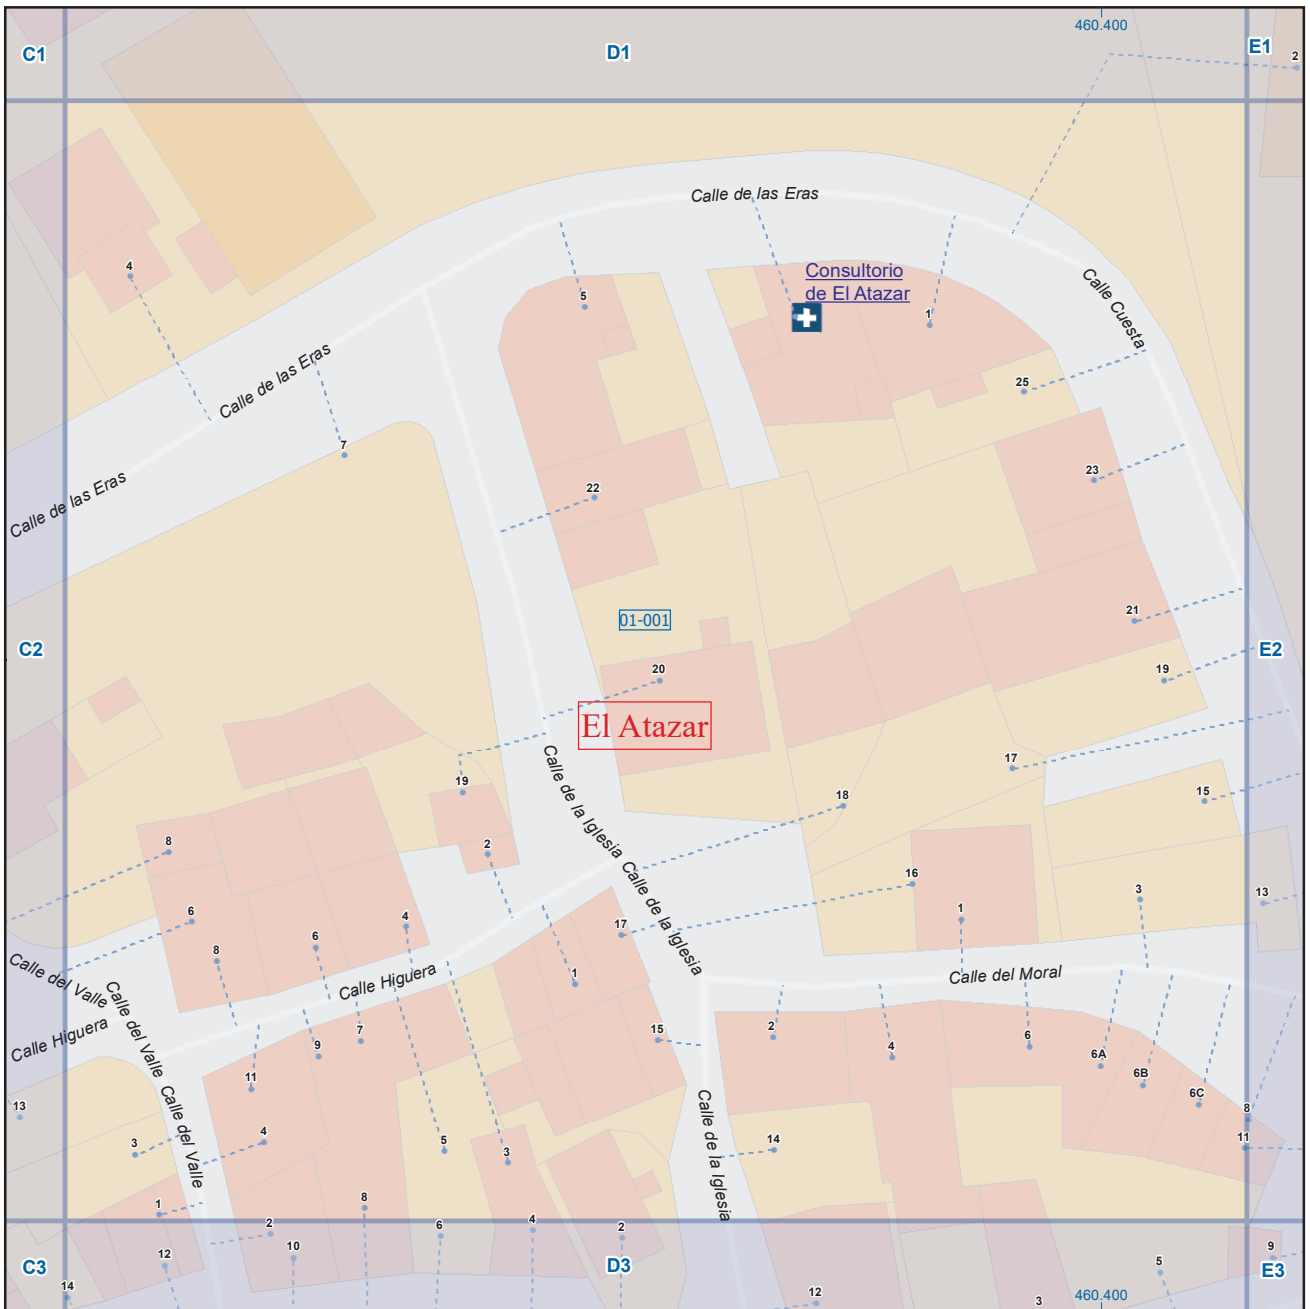 460.400
C1
D1
E1
2
Calle de las Eras
4
Consultorio
de El Atazar
Calle Cuesta
5
1
Calle de las Eras
25
7
23
Calle de las Eras
22
01-001
21
C2
E2
20
19
El Atazar
17
19
Calle de la Iglesia
18
15
8
2
Calle de la Iglesia
16
3
13
6
4
17
1
6
8
Calle del Valle
Calle Higuera
1
Calle del Moral
Calle del Valle
Calle Higuera
7
9
15
2
4
6
6A
6B
6C
11
13
Calle del Valle
Calle de la Iglesia
8
3
4
5
3
14
11
1
8
2
6
4
2
12
10
C3
D3
E3
9
5
14
12
3
460.400